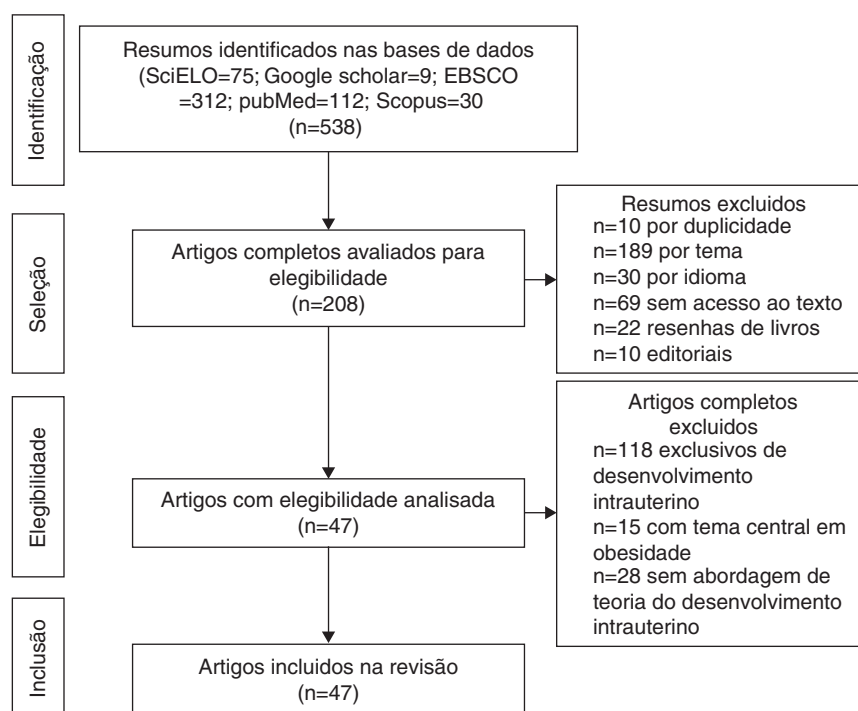 Identificação
Resumos identificados nas bases de dados
(SciELO=75; Google scholar=9; EBSCO
=312; pubMed=112; Scopus=30
(n=538)
Seleção
Artigos completos avaliados para
elegibilidade
(n=208)
Resumos excluidos
n=10 por duplicidade
n=189 por tema
n=30 por idioma
n=69 sem acesso ao texto
n=22 resenhas de livros
n=10 editoriais
Elegibilidade
Artigos com elegibilidade analisada
(n=47)
Artigos completos
excluidos
n=118 exclusivos de
desenvolvimento
intrauterino
n=15 com tema central em
obesidade
n=28 sem abordagem de
teoria do desenvolvimento
intrauterino
Inclusão
Artigos incluidos na revisão
(n=47)